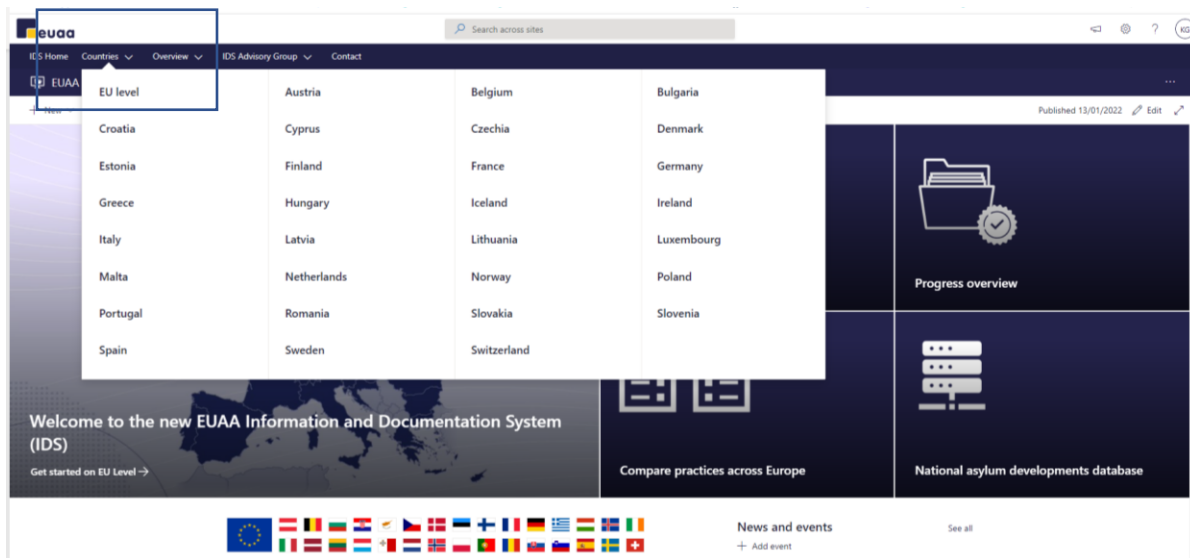 euaa
Search across sites
?
KG
IDS Home Countries Overview IDS Advisory Group Contact
EUAA
...
+ New
Published 13/01/2022 Edit
EU level Austria Belgium Bulgaria
Croatia Cyprus Czechia Denmark
Estonia Finland France Germany
Greece Hungary Iceland Ireland
Italy Latvia Lithuania Luxembourg
Malta Netherlands Norway Poland
Portugal Romania Slovakia Slovenia
Spain Sweden Switzerland
Progress overview
Welcome to the new EUAA Information and Documentation System
(IDS)
Get started on EU Level →
Compare practices across Europe
National asylum developments database
News and events See all
+ Add event